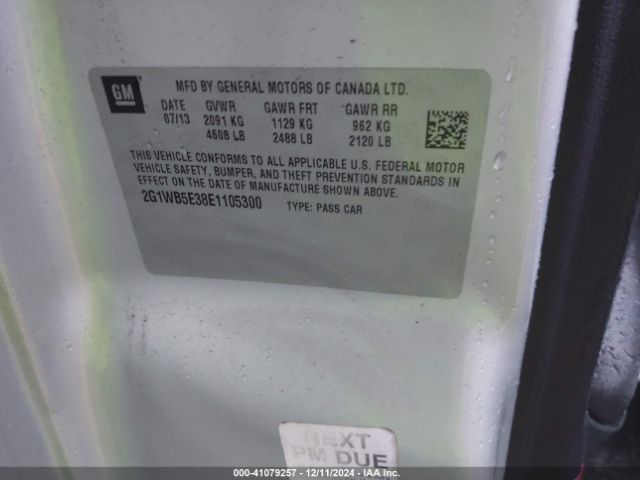 GM
MFD BY GENERAL MOTORS OF CANADA LTD.
DATE GVWR GAWR FRT GAWR RR
07/13 2091 KG 1129 KG 962 KG
4608 LB 2488 LB 2120 LB
THIS VEHICLE CONFORMS TO ALL APPLICABLE U.S. FEDERAL MOTOR
VEHICLE SAFETY, BUMPER, AND THEFT PREVENTION STANDARDS IN
EFFECT ON THE DATE OF MANUFACTURE SHOWN ABOVE.
2G1WB5E38E1105300 TYPE: PASS CAR
NEXT
PM DUE
000-41079257 - 12/11/2024 - IAA Inc.